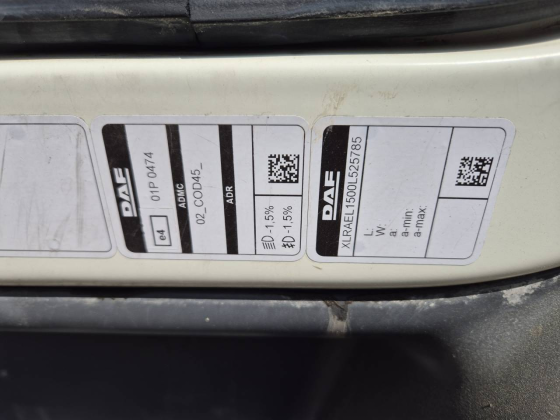 DAF
e4 01P 0474
ADMC
02_COD45_
ADR
-1,5%
-1,5%
DAF
XLRAEL1500L525785
L:
W:
a:
a-min:
a-max: